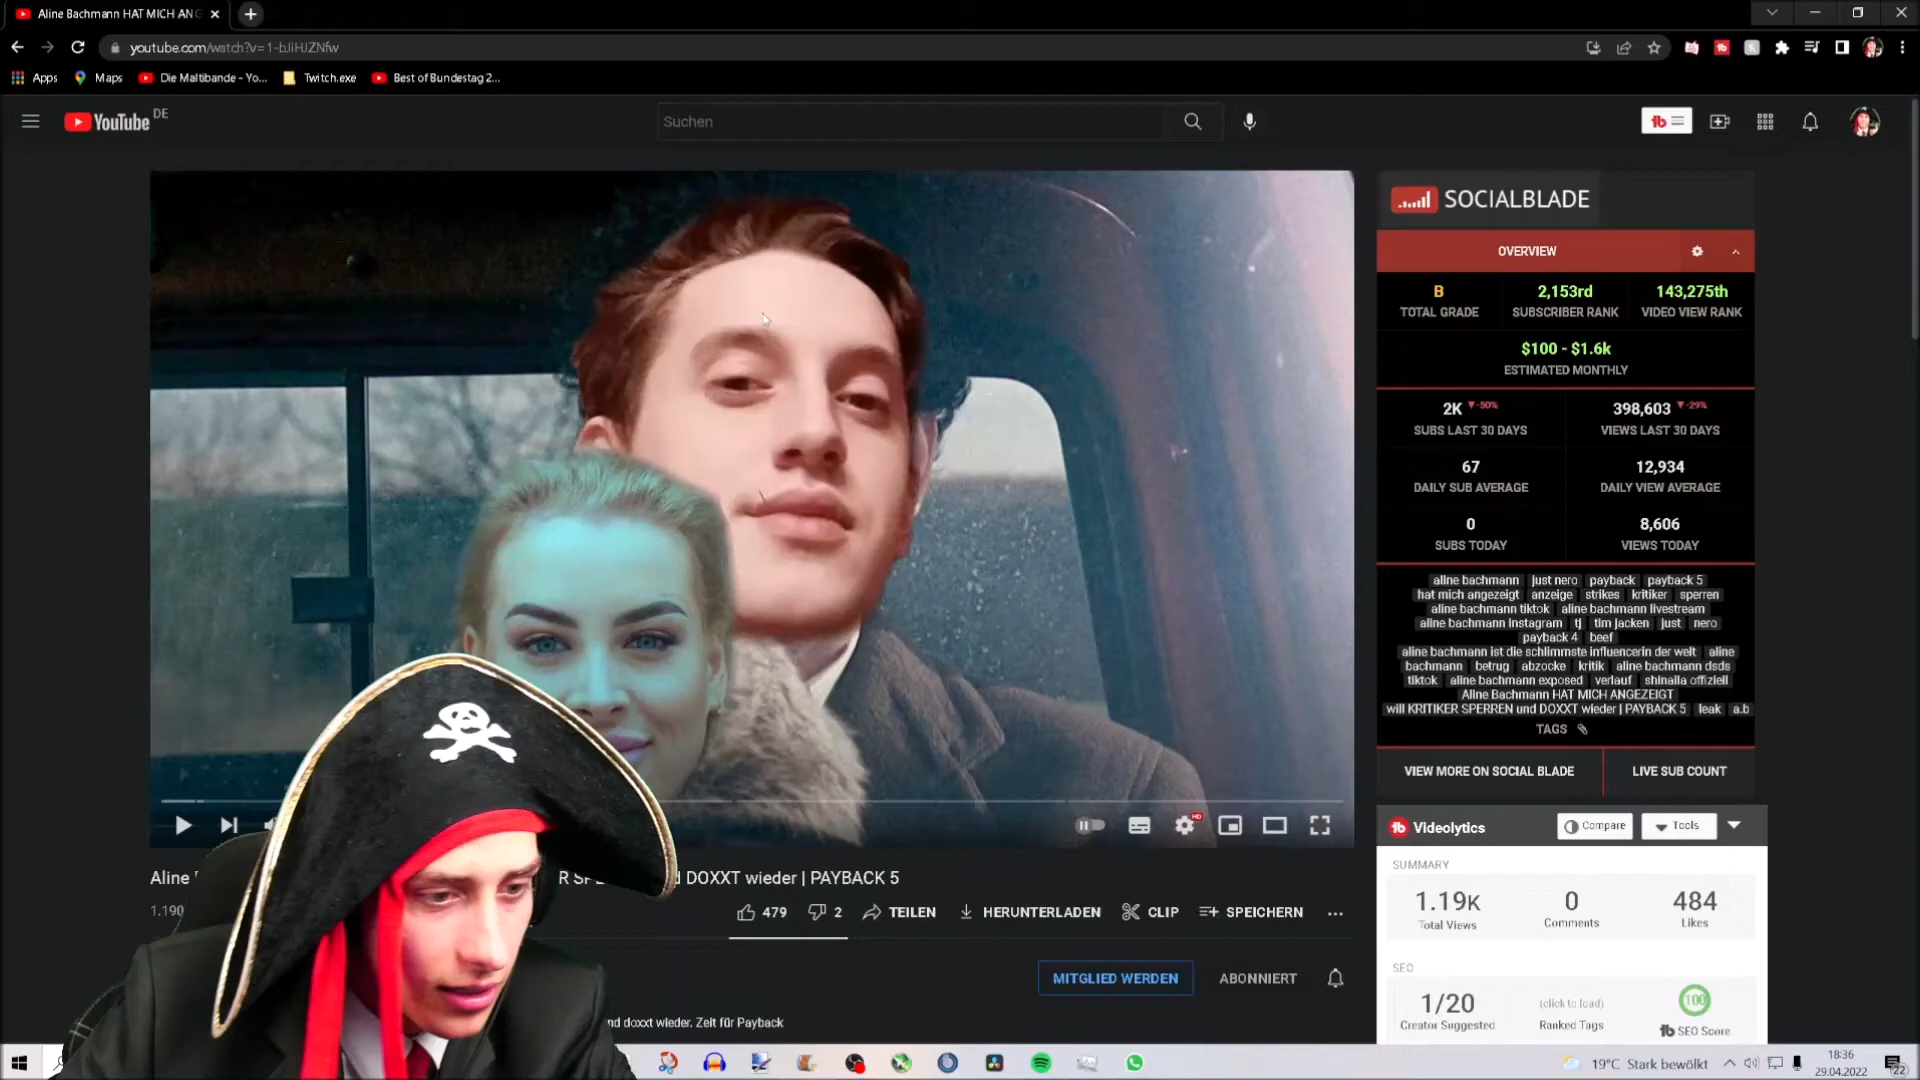 Aline Bachmann HAT MICH ANG
youtube.com/watch?v=1-bJIHJZNfw
Apps Maps Die Maltibande - Yo... Twitch.exe Best of Bundestag 2...
YouTube DE
Suchen
SOCIALBLADE
OVERVIEW
B 2,153rd 143,275th
TOTAL GRADE SUBSCRIBER RANK VIDEO VIEW RANK
$100 - $1.6k
ESTIMATED MONTHLY
2K -50% 398,603 -29%
SUBS LAST 30 DAYS VIEWS LAST 30 DAYS
67 12,934
DAILY SUB AVERAGE DAILY VIEW AVERAGE
0 8,606
SUBS TODAY VIEWS TODAY
aline bachmann just nero payback payback 5
hat mich angezeigt anzeige strikes kritiker sperren
aline bachmann tiktok aline bachmann livestream
aline bachmann instagram tj tim jacken just nero
payback 4 beef
aline bachmann ist die schlimmste influencerin der welt aline
bachmann betrug abzocke kritik aline bachmann dsds
tiktok aline bachmann exposed verlauf shinaila offiziell
Aline Bachmann HAT MICH ANGEZEIGT
will KRITIKER SPERREN und DOXXT wieder | PAYBACK 5 leak a.b
TAGS
VIEW MORE ON SOCIAL BLADE LIVE SUB COUNT
HD
Aline
DOXXT wieder | PAYBACK 5
1.190
479 2 TEILEN HERUNTERLADEN CLIP SPEICHERN
MITGLIED WERDEN ABONNIERT
nd doxxt wieder. Zeit für Payback
tb Videolytics Compare Tools
SUMMARY
1.19K 0 484
Total Views Comments Likes
SEO
1/20 (click to load) 100
Creator Suggested Ranked Tags tb SEO Score
19°C Stark bewölkt
18:36
29.04.2022
22